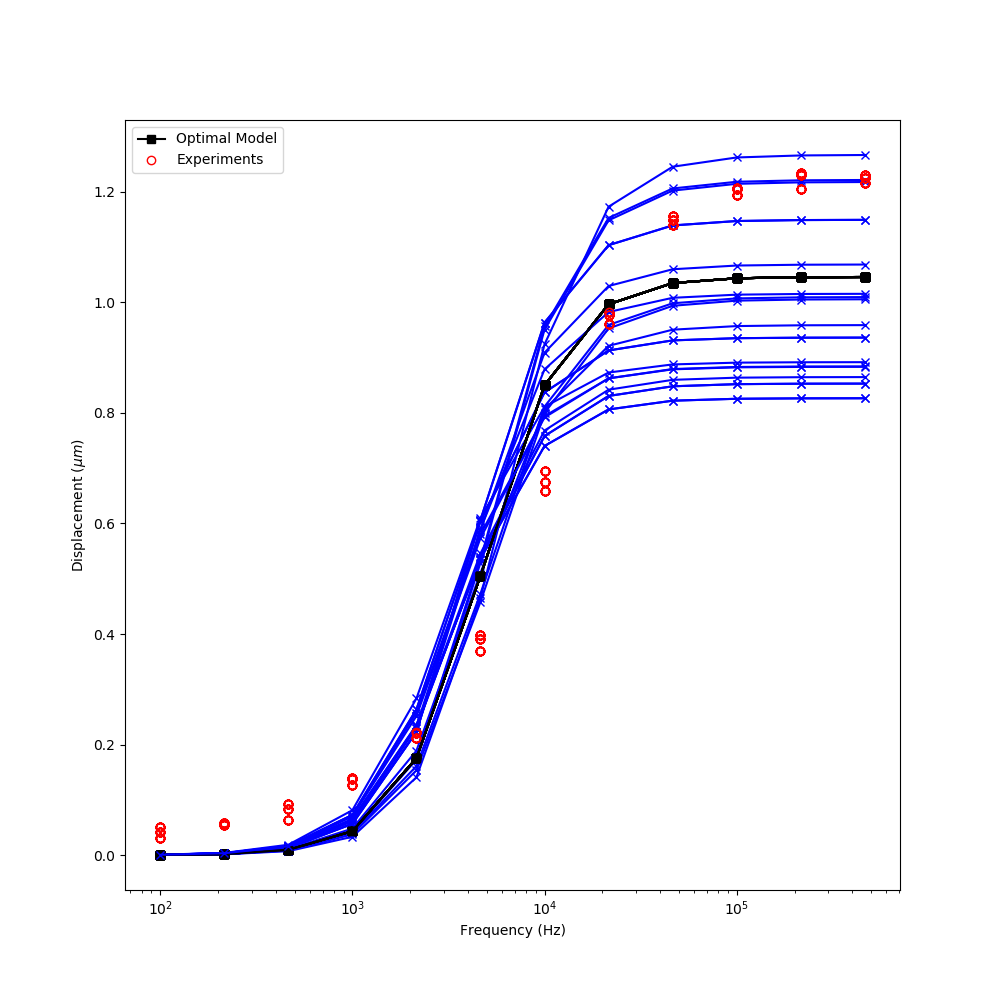 Optimal Model
Experiments
1.2
1.0
0.8
0.6
0.4
0.2
0.0
Displacement (μm)
10²
10³
10⁴
10⁵
Frequency (Hz)